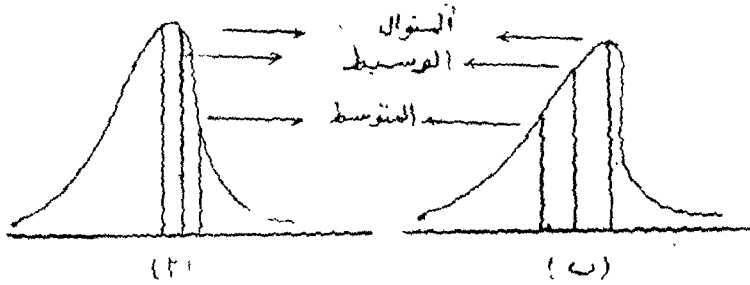 المنوال
الوسيط
المتوسط
(أ)
(ب)